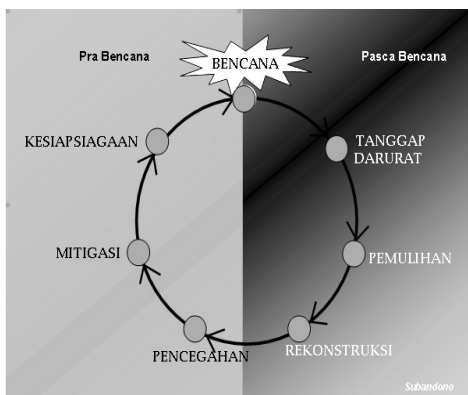 Pra Bencana
Pasca Bencana
BENCANA
KESIAPSIAGAAN
TANGGAP
DARURAT
MITIGASI
PEMULIHAN
PENCEGAHAN
REKONSTRUKSI
Subandono